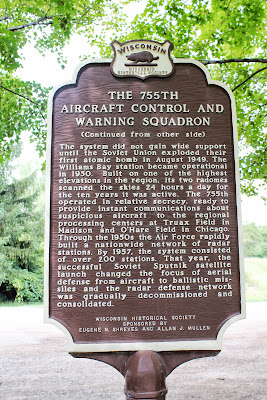 WISCONSIN
THE 755TH
AIRCRAFT CONTROL AND
WARNING SQUADRON
(Continued from other side)
The system did not gain wide support
until the Soviet Union exploded their
first atomic bomb in August 1949. The
Williams Bay station became operational
in 1950. Built on one of the highest
elevations in the region, its two radomes
scanned the skies 24 hours a day for
the ten years it was active. The 755th
operated in relative secrecy, ready to
provide instant communications about
suspicious aircraft to the regional
processing centers at Truax Field in
Madison and O'Hare Field in Chicago.
Through the 1950s the Air Force rapidly
built a nationwide network of radar
stations. By 1957, the system consisted
of over 200 stations. That year, the
successful Soviet Sputnik satellite
launch changed the focus of aerial
defense from aircraft to ballistic mis-
siles and the radar defense network
was gradually decommissioned and
consolidated.
WISCONSIN HISTORICAL SOCIETY
SPONSORED BY
EUGENE N. SHREVES AND ALLAN J. MULLEN